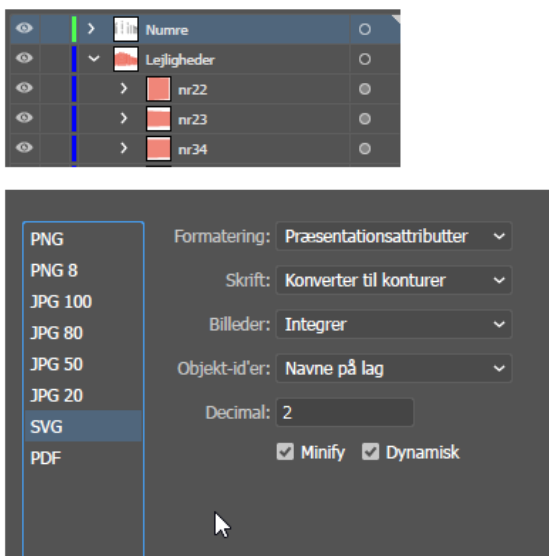 Numre
Lejligheder
nr22
nr23
nr34
PNG
PNG 8
JPG 100
JPG 80
JPG 50
JPG 20
SVG
PDF
Formatering: Præsentationsattributter
Skrift: Konverter til konturer
Billeder: Integrer
Objekt-id'er: Navne på lag
Decimal: 2
Minify Dynamisk